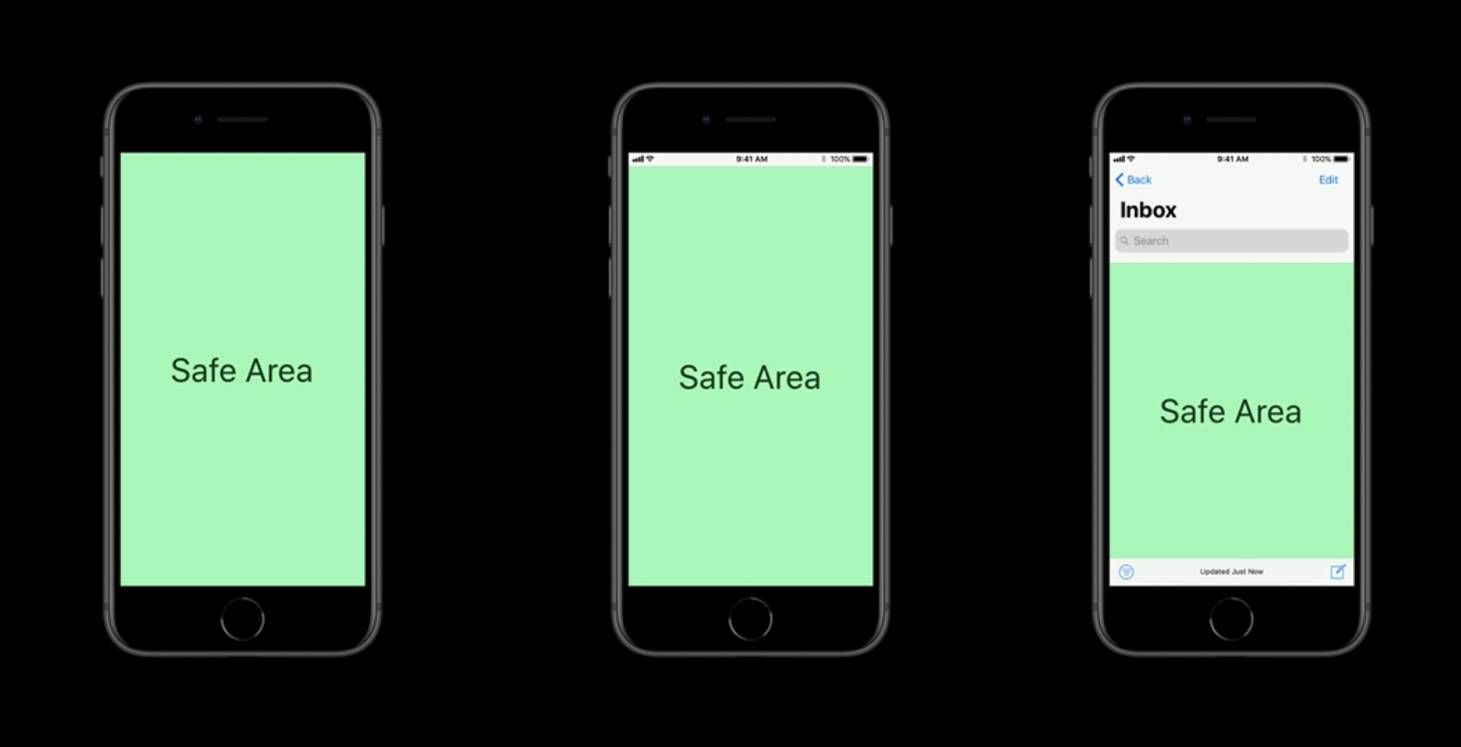 Safe Area
9:41 AM
100%
Safe Area
9:41 AM
100%
Back
Edit
Inbox
Search
Safe Area
Updated Just Now